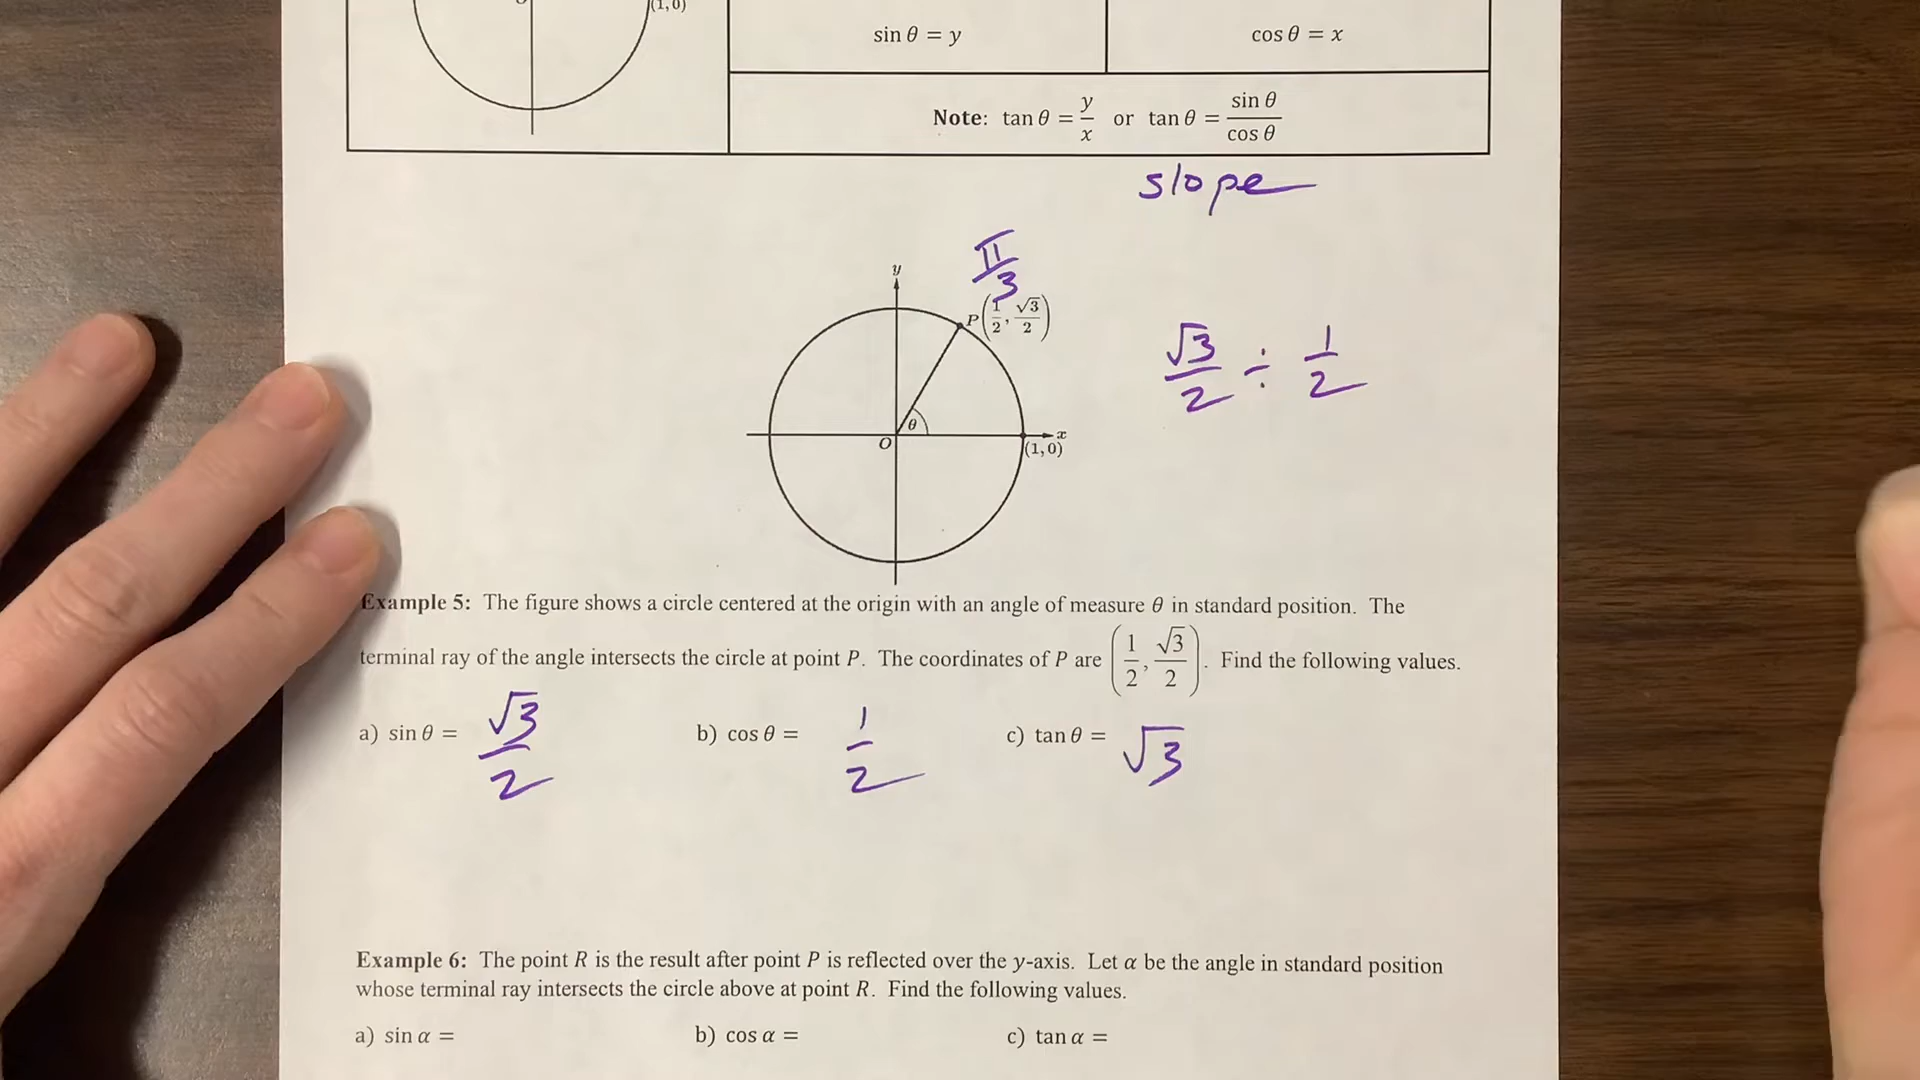 (1,0)
sin θ = y
cos θ = x
Note: tan θ = y/x or tan θ = sin θ/cos θ
slope
π/3
y
P(1/2, √3/2)
√3/2 ÷ 1/2
θ
O
x
(1,0)
Example 5: The figure shows a circle centered at the origin with an angle of measure θ in standard position. The
terminal ray of the angle intersects the circle at point P. The coordinates of P are (1/2, √3/2). Find the following values.
a) sin θ = √3/2 b) cos θ = 1/2 c) tan θ = √3
Example 6: The point R is the result after point P is reflected over the y-axis. Let α be the angle in standard position
whose terminal ray intersects the circle above at point R. Find the following values.
a) sin α = b) cos α = c) tan α =